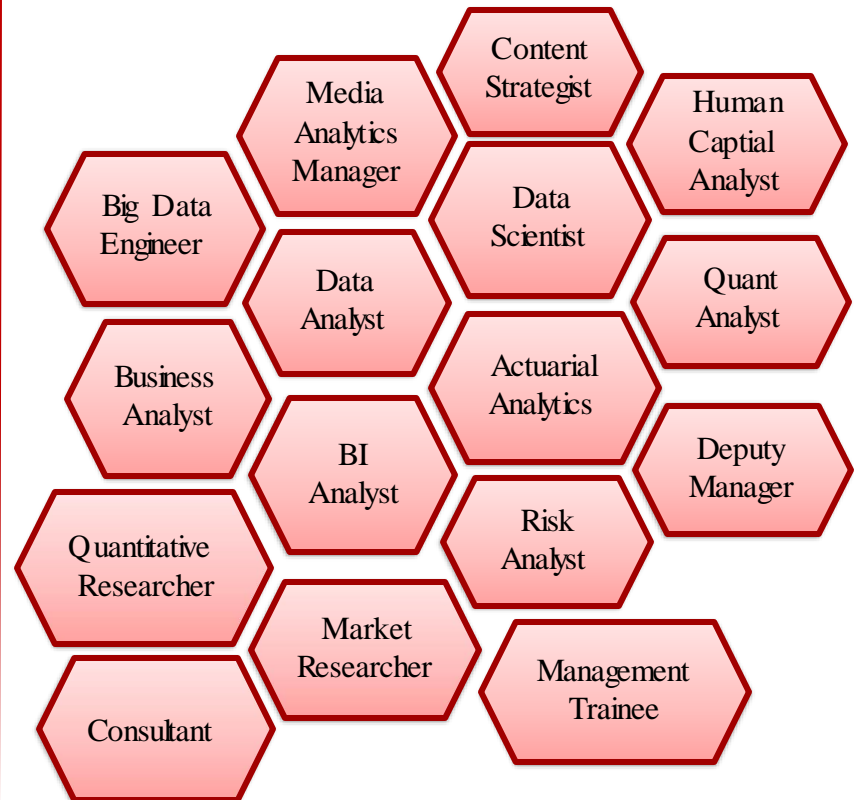 Content
Strategist
Media
Analytics
Manager
Human
Captial
Analyst
Big Data
Engineer
Data
Scientist
Data
Analyst
Quant
Analyst
Business
Analyst
Actuarial
Analytics
BI
Analyst
Deputy
Manager
Quantitative
Researcher
Risk
Analyst
Market
Researcher
Management
Trainee
Consultant